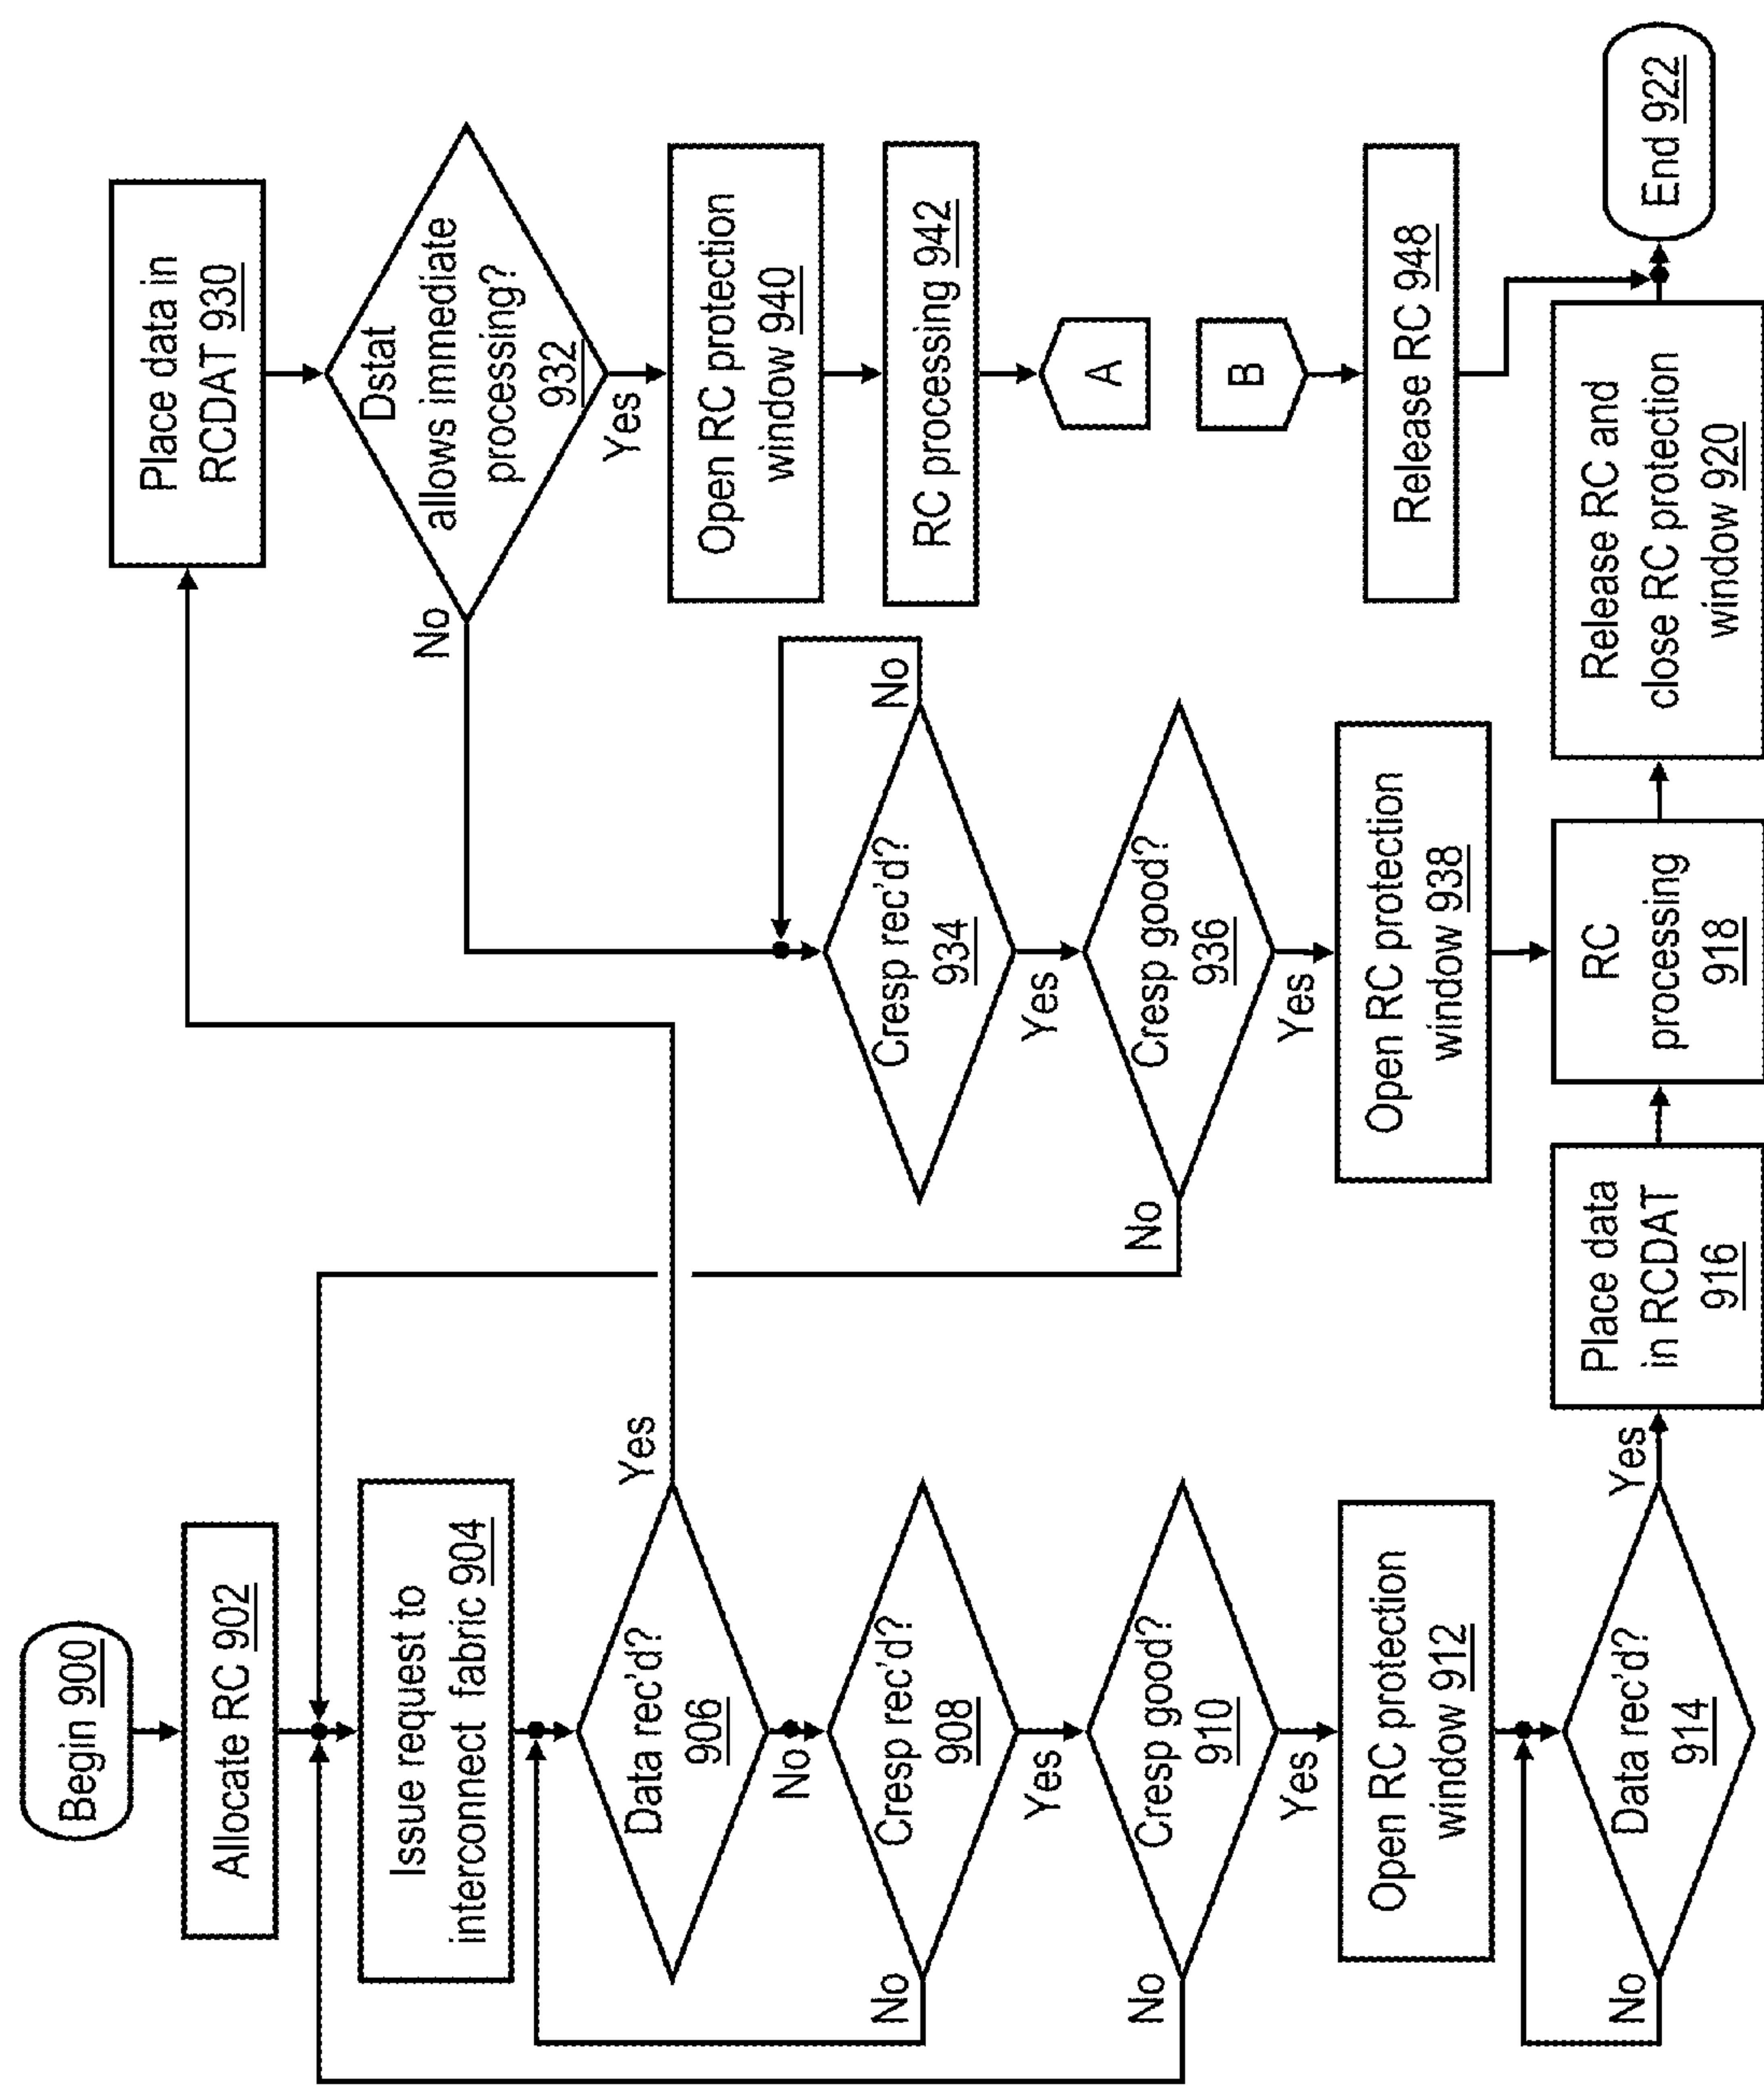 Begin 900
Allocate RC 902
Issue request to
interconnect fabric 904
Data rec'd?
906
Yes
No
Cresp rec'd?
908
No
Yes
Cresp good?
910
No
Yes
Open RC protection
window 912
Data rec'd?
914
No
Yes
Place data
in RCDAT
916
RC
processing
918
Release RC and
close RC protection
window 920
End 922
Place data in
RCDAT 930
Dstat
allows immediate
processing?
932
No
Yes
Cresp rec'd?
934
No
Yes
Cresp good?
936
No
Yes
Open RC protection
window 938
Open RC protection
window 940
RC processing 942
A
B
Release RC 948